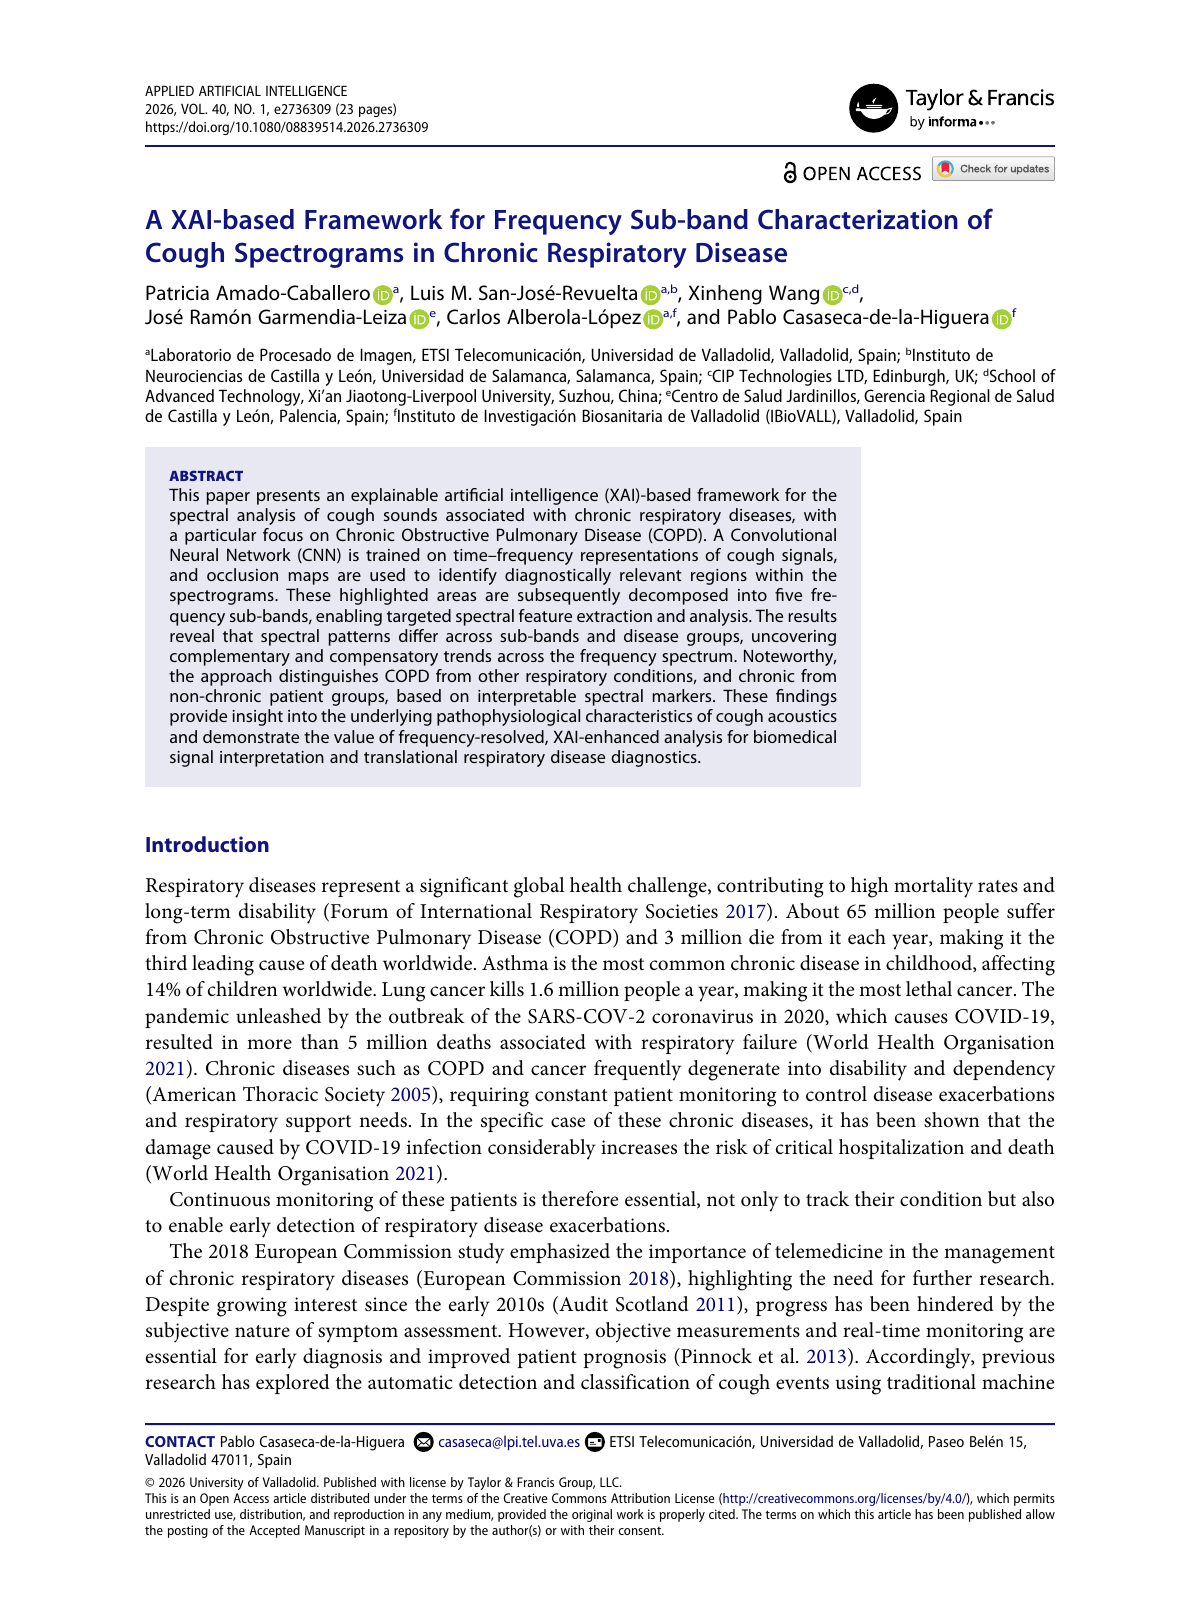 APPLIED ARTIFICIAL INTELLIGENCE
2026, VOL. 40, NO. 1, e2736309 (23 pages)
https://doi.org/10.1080/08839514.2026.2736309
Taylor & Francis
by informa
OPEN ACCESS
Check for updates
A XAI-based Framework for Frequency Sub-band Characterization of
Cough Spectrograms in Chronic Respiratory Disease
Patricia Amado-Caballero iD a, Luis M. San-José-Revuelta iD a,b, Xinheng Wang iD c,d,
José Ramón Garmendia-Leiza iD e, Carlos Alberola-López iD a,f, and Pablo Casaseca-de-la-Higuera iD f
aLaboratorio de Procesado de Imagen, ETSI Telecomunicación, Universidad de Valladolid, Valladolid, Spain; bInstituto de
Neurociencias de Castilla y León, Universidad de Salamanca, Salamanca, Spain; cCIP Technologies LTD, Edinburgh, UK; dSchool of
Advanced Technology, Xi’an Jiaotong-Liverpool University, Suzhou, China; eCentro de Salud Jardinillos, Gerencia Regional de Salud
de Castilla y León, Palencia, Spain; fInstituto de Investigación Biosanitaria de Valladolid (IBioVALL), Valladolid, Spain
ABSTRACT
This paper presents an explainable artificial intelligence (XAI)-based framework for the
spectral analysis of cough sounds associated with chronic respiratory diseases, with
a particular focus on Chronic Obstructive Pulmonary Disease (COPD). A Convolutional
Neural Network (CNN) is trained on time–frequency representations of cough signals,
and occlusion maps are used to identify diagnostically relevant regions within the
spectrograms. These highlighted areas are subsequently decomposed into five fre-
quency sub-bands, enabling targeted spectral feature extraction and analysis. The results
reveal that spectral patterns differ across sub-bands and disease groups, uncovering
complementary and compensatory trends across the frequency spectrum. Noteworthy,
the approach distinguishes COPD from other respiratory conditions, and chronic from
non-chronic patient groups, based on interpretable spectral markers. These findings
provide insight into the underlying pathophysiological characteristics of cough acoustics
and demonstrate the value of frequency-resolved, XAI-enhanced analysis for biomedical
signal interpretation and translational respiratory disease diagnostics.
Introduction
Respiratory diseases represent a significant global health challenge, contributing to high mortality rates and
long-term disability (Forum of International Respiratory Societies 2017). About 65 million people suffer
from Chronic Obstructive Pulmonary Disease (COPD) and 3 million die from it each year, making it the
third leading cause of death worldwide. Asthma is the most common chronic disease in childhood, affecting
14% of children worldwide. Lung cancer kills 1.6 million people a year, making it the most lethal cancer. The
pandemic unleashed by the outbreak of the SARS-COV-2 coronavirus in 2020, which causes COVID-19,
resulted in more than 5 million deaths associated with respiratory failure (World Health Organisation
2021). Chronic diseases such as COPD and cancer frequently degenerate into disability and dependency
(American Thoracic Society 2005), requiring constant patient monitoring to control disease exacerbations
and respiratory support needs. In the specific case of these chronic diseases, it has been shown that the
damage caused by COVID-19 infection considerably increases the risk of critical hospitalization and death
(World Health Organisation 2021).
Continuous monitoring of these patients is therefore essential, not only to track their condition but also
to enable early detection of respiratory disease exacerbations.
The 2018 European Commission study emphasized the importance of telemedicine in the management
of chronic respiratory diseases (European Commission 2018), highlighting the need for further research.
Despite growing interest since the early 2010s (Audit Scotland 2011), progress has been hindered by the
subjective nature of symptom assessment. However, objective measurements and real-time monitoring are
essential for early diagnosis and improved patient prognosis (Pinnock et al. 2013). Accordingly, previous
research has explored the automatic detection and classification of cough events using traditional machine
CONTACT Pablo Casaseca-de-la-Higuera casaseca@lpi.tel.uva.es ETSI Telecomunicación, Universidad de Valladolid, Paseo Belén 15,
Valladolid 47011, Spain
© 2026 University of Valladolid. Published with license by Taylor & Francis Group, LLC.
This is an Open Access article distributed under the terms of the Creative Commons Attribution License (http://creativecommons.org/licenses/by/4.0/), which permits
unrestricted use, distribution, and reproduction in any medium, provided the original work is properly cited. The terms on which this article has been published allow
the posting of the Accepted Manuscript in a repository by the author(s) or with their consent.